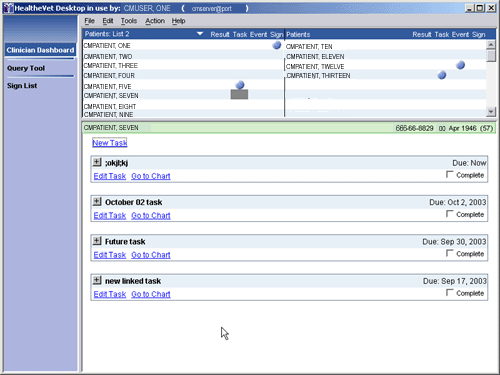 HealtheVet Desktop in use by: CMUSER, ONE ( cmserver@port )
File Edit Tools Action Help
Clinician Dashboard
Query Tool
Sign List
Patients: List 2 Result Task Event Sign Patients Result Task Event Sign
CMPATIENT, ONE CMPATIENT, TEN
CMPATIENT, TWO CMPATIENT, ELEVEN
CMPATIENT, THREE CMPATIENT, TWELVE
CMPATIENT, FOUR CMPATIENT, THIRTEEN
CMPATIENT, FIVE
CMPATIENT, SEVEN
CMPATIENT, EIGHT
CMPATIENT, NINE
CMPATIENT, SEVEN 666-66-8829 00 Apr 1946 (57)
New Task
;okjl;kj Due: Now
Edit Task Go to Chart Complete
October 02 task Due: Oct 2, 2003
Edit Task Go to Chart Complete
Future task Due: Sep 30, 2003
Edit Task Go to Chart Complete
new linked task Due: Sep 17, 2003
Edit Task Go to Chart Complete